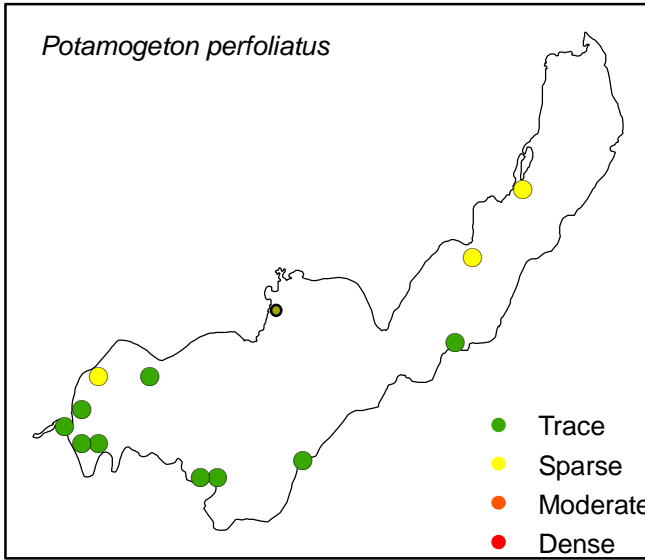 Potamogeton perfoliatus
Trace
Sparse
Moderate
Dense